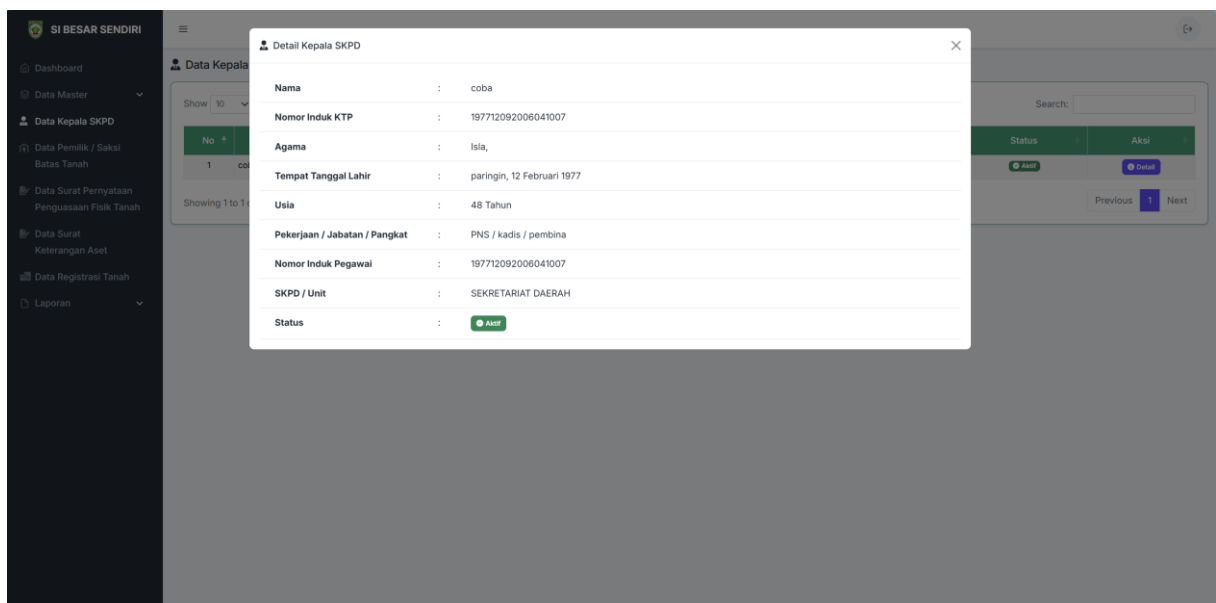 SI BESAR SENDIRI
Dashboard
Data Master
Data Kepala SKPD
Data Pemilik / Saksi
Batas Tanah
Data Surat Pernyataan
Penguasaan Fisik Tanah
Data Surat
Keterangan Aset
Data Registrasi Tanah
Laporan
Data Kepala
Show 10
Search:
No
Status
Aksi
1
Aktif
Detail
Showing 1 to 1
Previous 1 Next
Detail Kepala SKPD
Nama : coba
Nomor Induk KTP : 197712092006041007
Agama : Isla,
Tempat Tanggal Lahir : paringin, 12 Februari 1977
Usia : 48 Tahun
Pekerjaan / Jabatan / Pangkat : PNS / kadis / pembina
Nomor Induk Pegawai : 197712092006041007
SKPD / Unit : SEKRETARIAT DAERAH
Status : Aktif